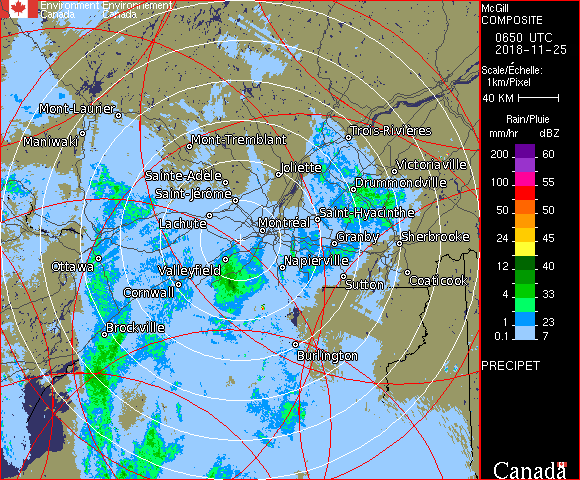 Environment Environnement
Canada Canada
McGill
COMPOSITE
0650 UTC
2018-11-25
Scale/Échelle:
1km/Pixel
40 KM
Rain/Pluie
mm/hr dBZ
200 60
100 55
50 50
24 45
12 40
4 33
1 23
0.1 7
PRECIPET
Canada
Mont-Laurier
Maniwaki
Mont-Tremblant
Trois-Rivières
Sainte-Adèle
Joliette
Victoriaville
Saint-Jérôme
Drummondville
Lachute
Montréal
Saint-Hyacinthe
Granby
Sherbrooke
Ottawa
Valleyfield
Napierville
Cornwall
Sutton
Coaticook
Brockville
Burlington